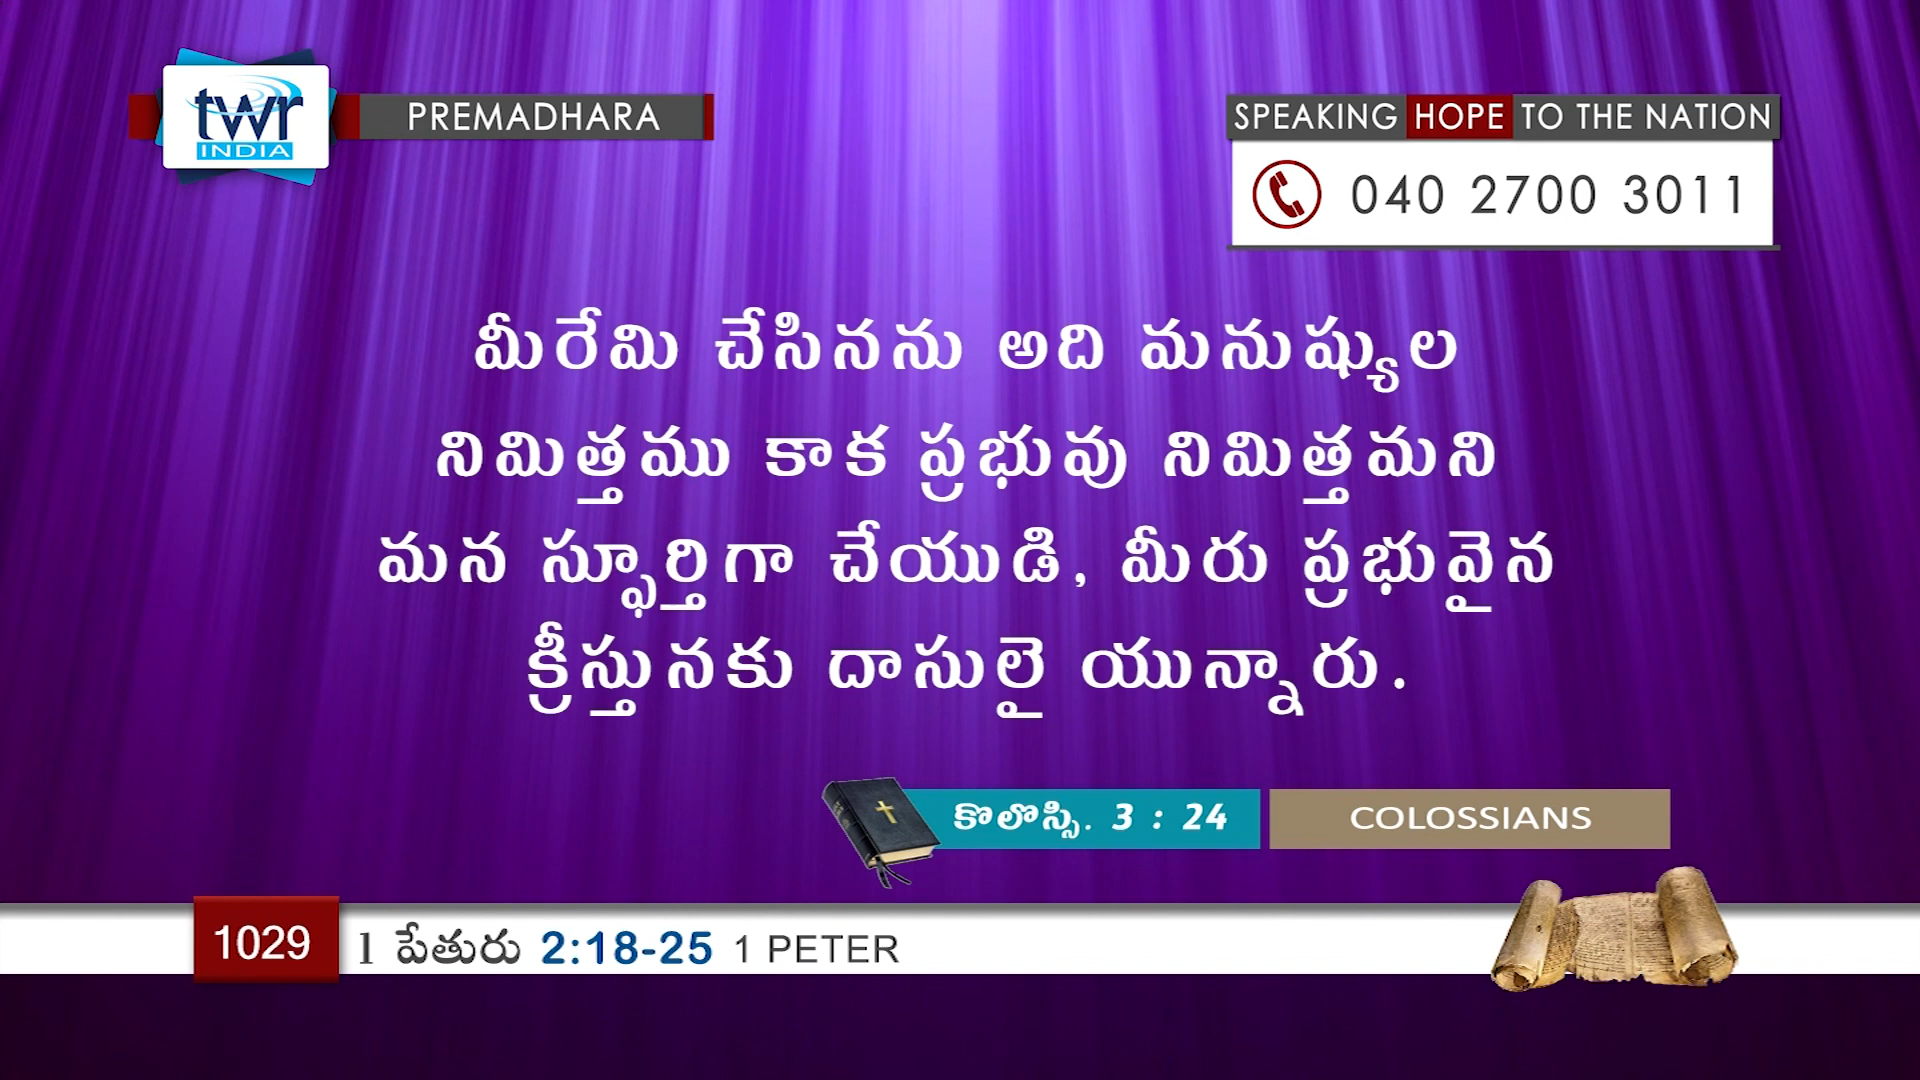 twr
INDIA
PREMADHARA
SPEAKING HOPE TO THE NATION
040 2700 3011
మీరేమి చేసినను అది మనుష్యుల
నిమిత్తము కాక ప్రభువు నిమిత్తమని
మన స్ఫూర్తిగా చేయుడి, మీరు ప్రభువైన
క్రీస్తునకు దాసులై యున్నారు.
కొలొస్సి. 3 : 24 COLOSSIANS
1029 1 పేతురు 2:18-25 1 PETER